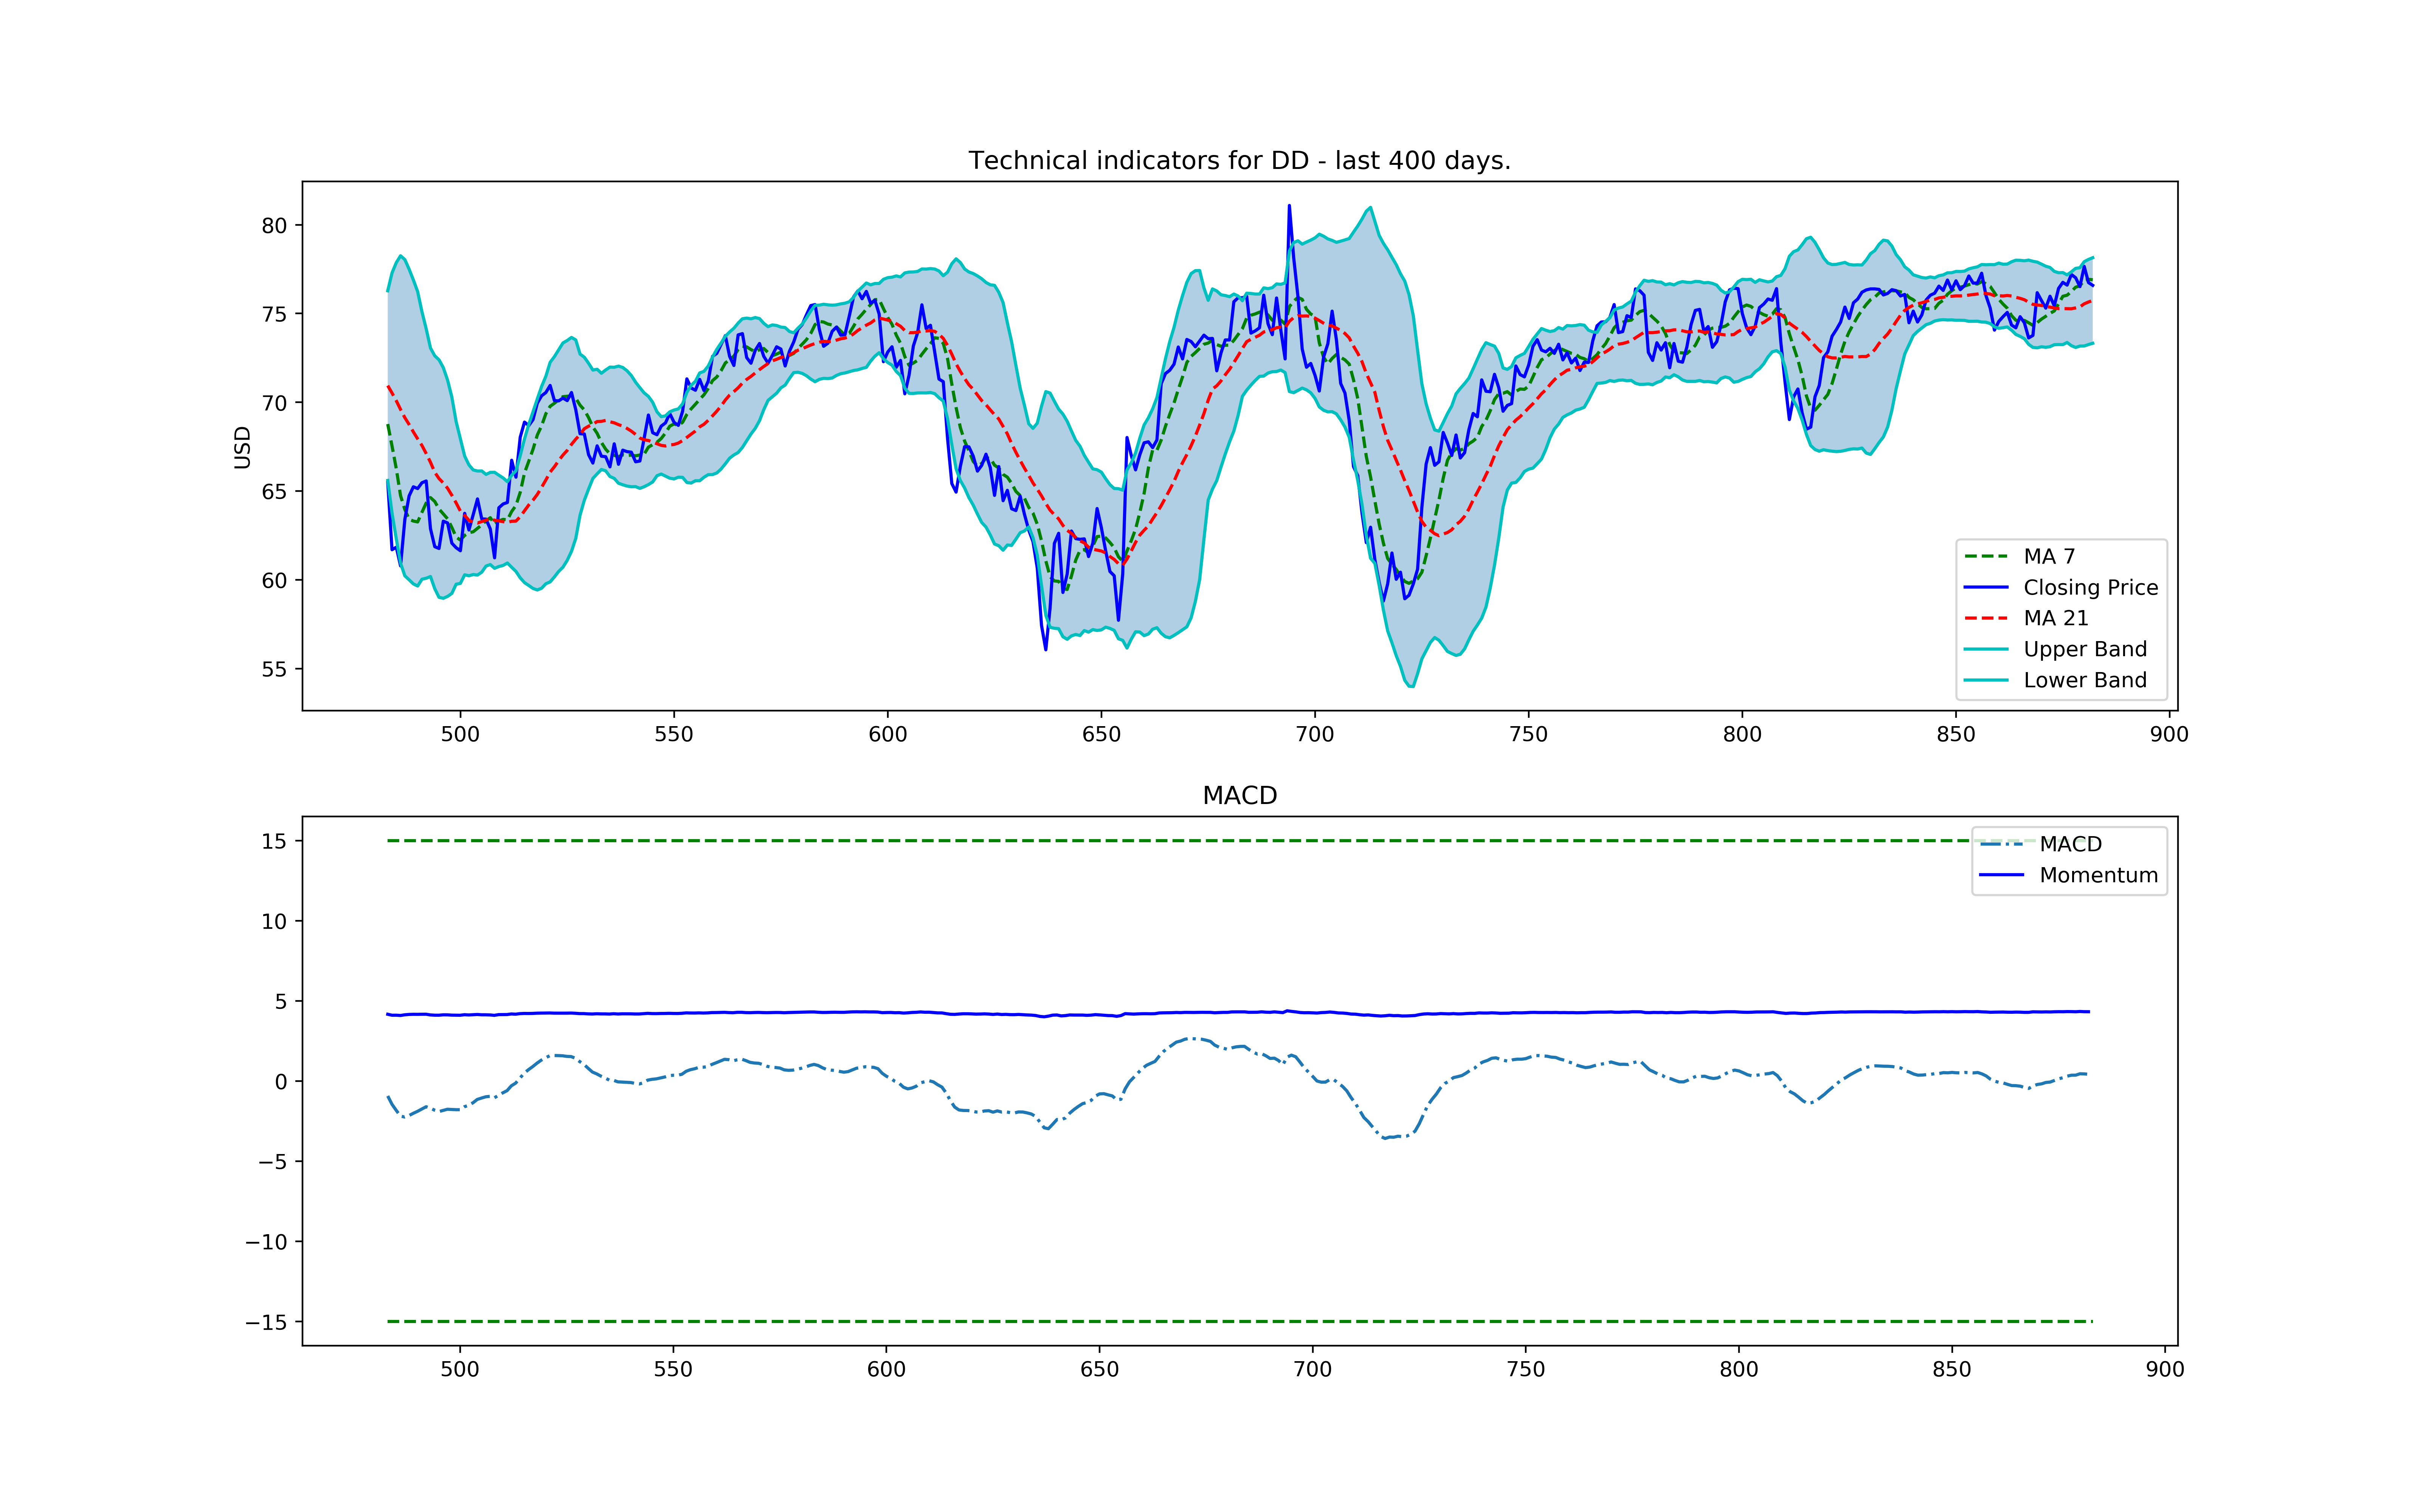 Technical indicators for DD - last 400 days.
USD
80
75
70
65
60
55
MA 7
Closing Price
MA 21
Upper Band
Lower Band
500 550 600 650 700 750 800 850 900
MACD
15
10
5
0
−5
−10
−15
MACD
Momentum
500 550 600 650 700 750 800 850 900